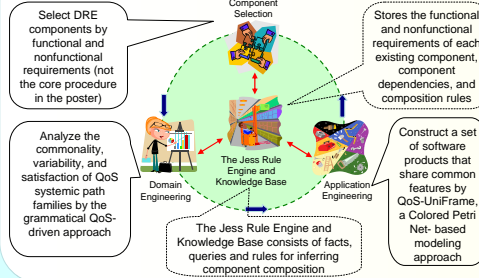 Component
Selection
Select DRE
components by
functional and
nonfunctional
requirements (not
the core procedure
in the poster)
Stores the functional
and nonfunctional
requirements of each
existing component,
component
dependencies, and
composition rules
Analyze the
commonality,
variability, and
satisfaction of QoS
systemic path
families by the
grammatical QoS-
driven approach
Domain
Engineering
The Jess Rule
Engine and
Knowledge Base
Application
Engineering
Construct a set
of software
products that
share common
features by
QoS-UniFrame,
a Colored Petri
Net- based
modeling
approach
The Jess Rule Engine and
Knowledge Base consists of facts,
queries and rules for inferring
component composition